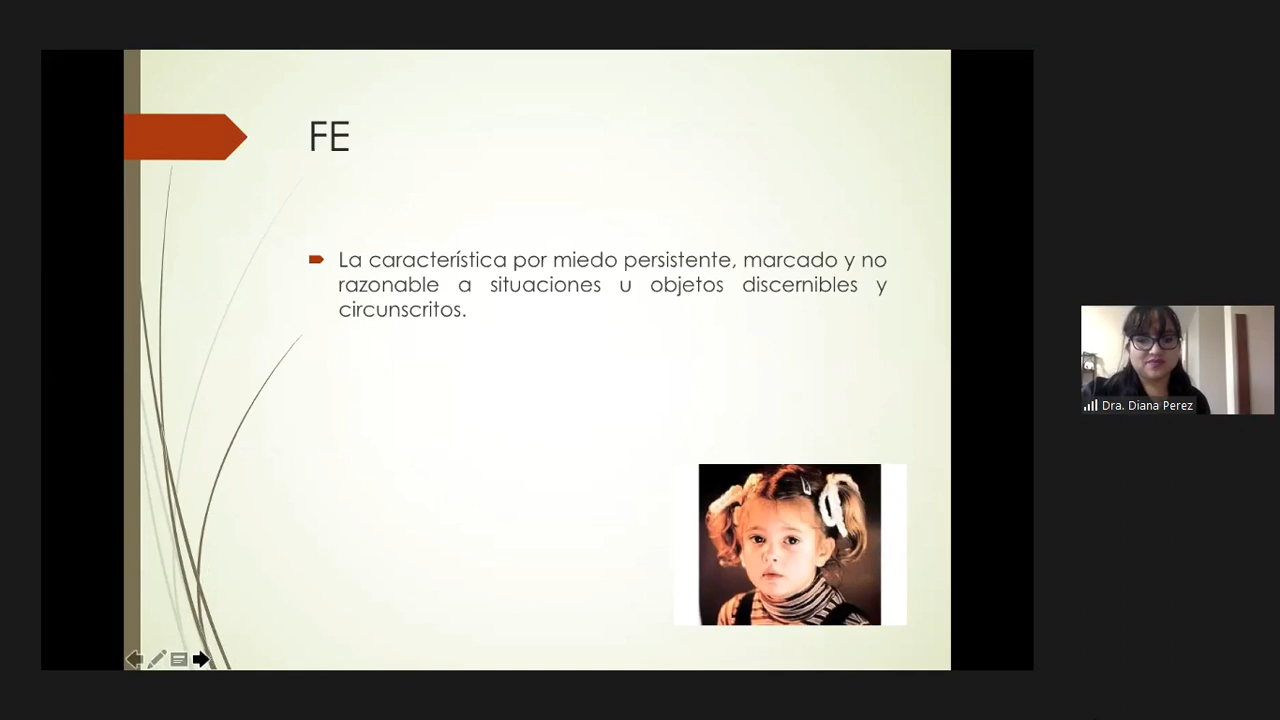 FE
La característica por miedo persistente, marcado y no
razonable a situaciones u objetos discernibles y
circunscritos.
Dra. Diana Perez